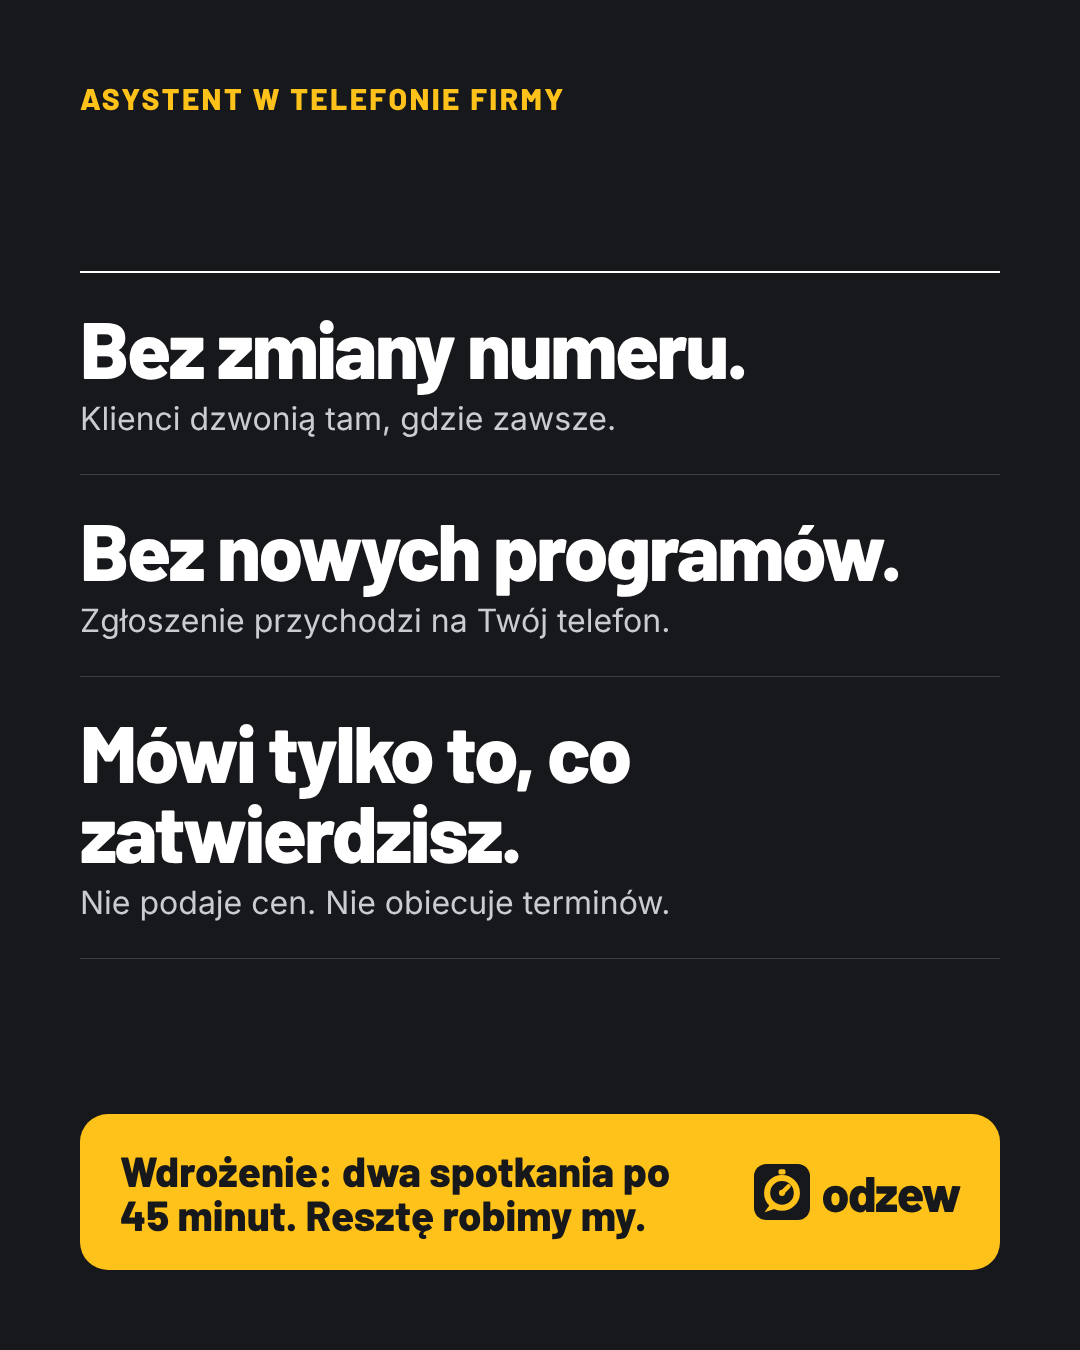 ASYSTENT W TELEFONIE FIRMY
Bez zmiany numeru.
Klienci dzwonią tam, gdzie zawsze.
Bez nowych programów.
Zgłoszenie przychodzi na Twój telefon.
Mówi tylko to, co
zatwierdzisz.
Nie podaje cen. Nie obiecuje terminów.
Wdrożenie: dwa spotkania po
45 minut. Resztę robimy my.
odzew